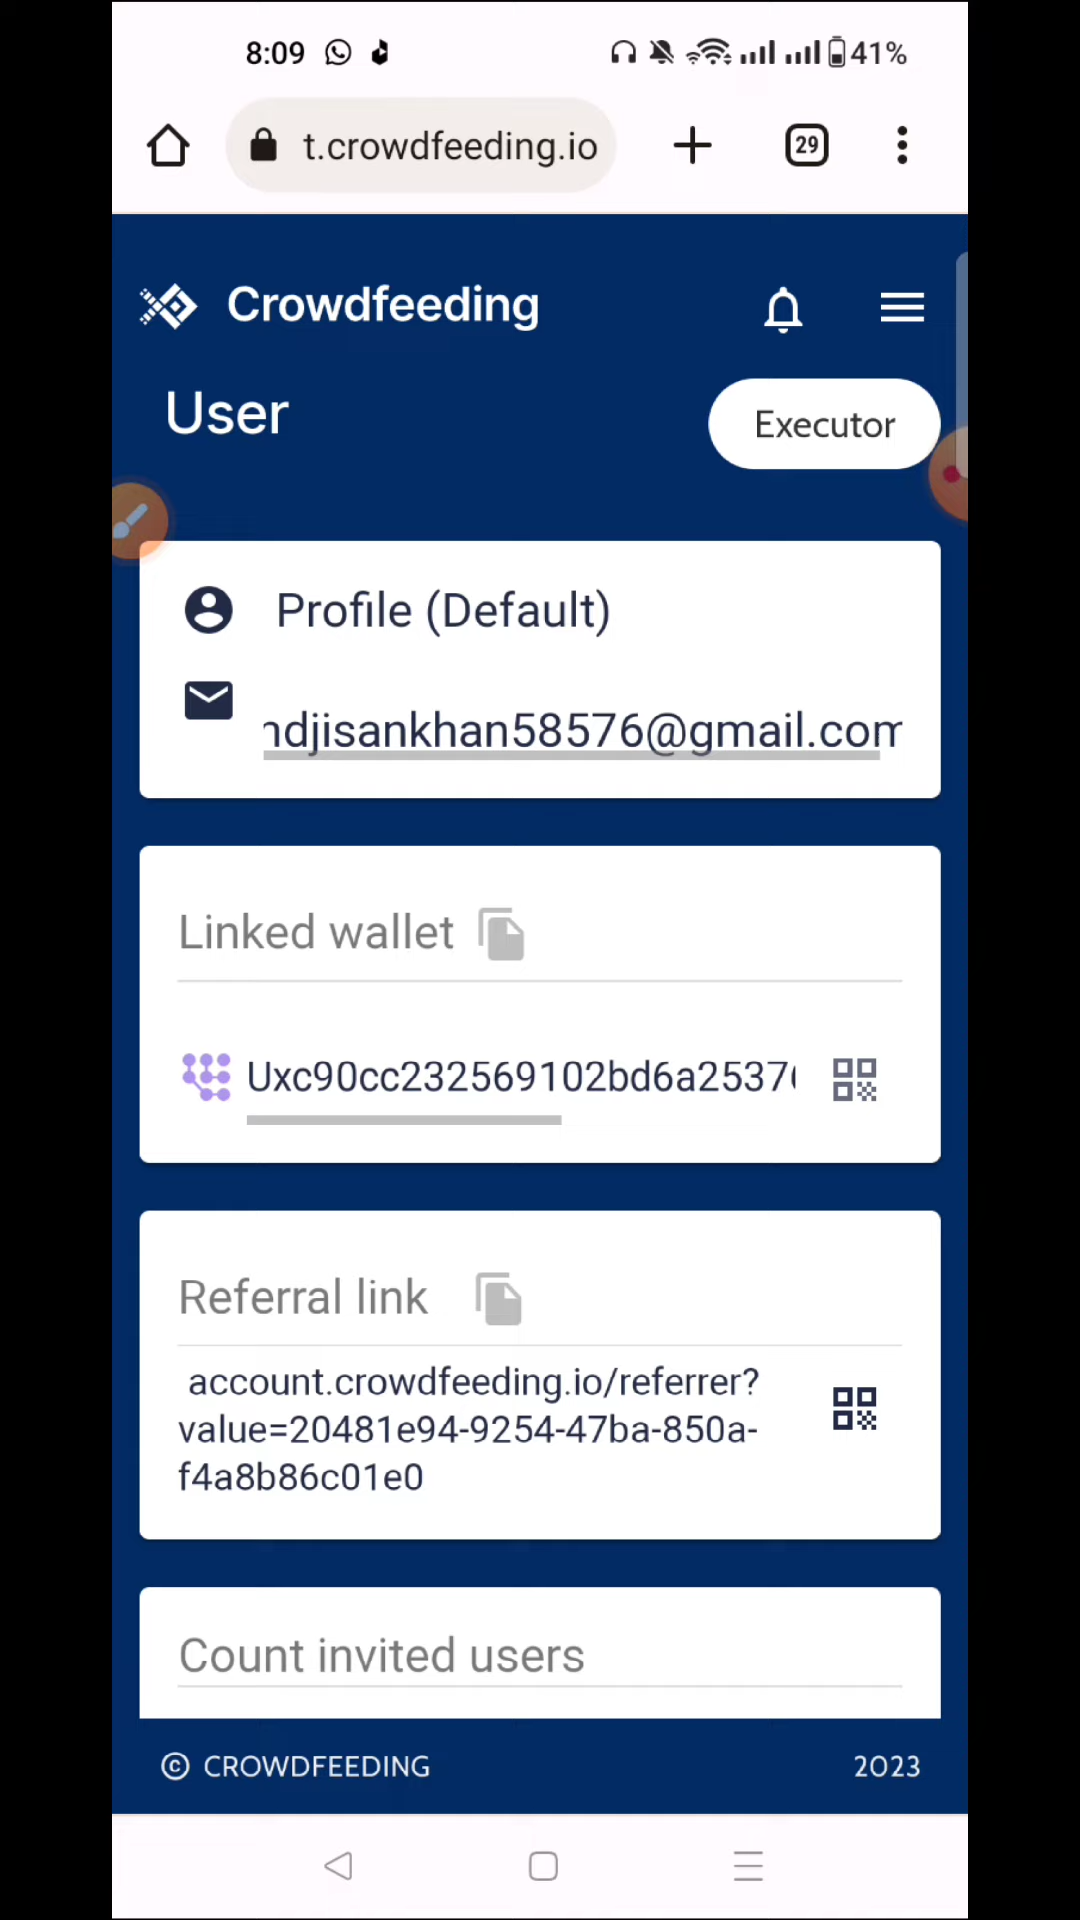 8:09 41%
t.crowdfeeding.io 29
Crowdfeeding
User
Executor
Profile (Default)
ndjisankhan58576@gmail.com
Linked wallet
Uxc90cc232569102bd6a2537
Referral link
account.crowdfeeding.io/referrer?
value=20481e94-9254-47ba-850a-
f4a8b86c01e0
Count invited users
© CROWDFEEDING 2023